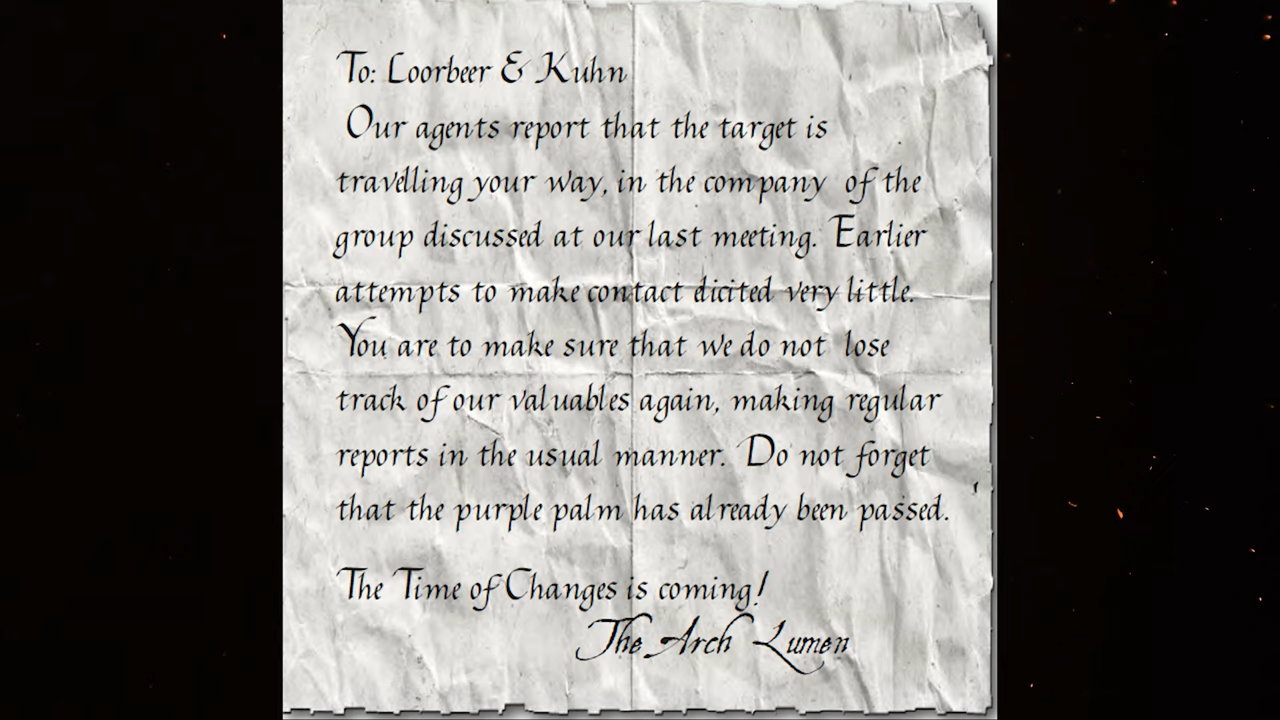 To: Loorbeer & Kuhn
Our agents report that the target is
travelling your way, in the company of the
group discussed at our last meeting. Earlier
attempts to make contact dicited very little.
You are to make sure that we do not lose
track of our valuables again, making regular
reports in the usual manner. Do not forget
that the purple palm has already been passed.
The Time of Changes is coming!
The Arch Lumen